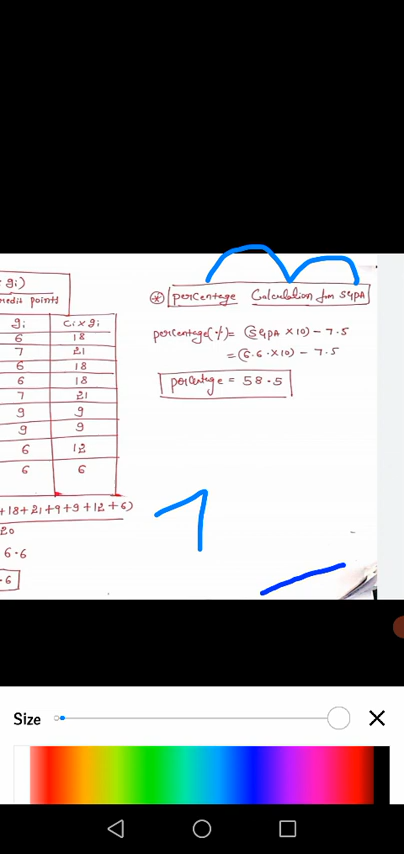 gi)
redit points
gi ci×gi
6 18
7 21
6 18
6 18
7 21
9 9
9 9
6 12
6 6
+18+21+9+9+12+6)
20
6.6
.6
* percentage Calculation for SGPA
percentage(%)= (SGPA ×10) - 7.5
= (6.6×10) - 7.5
percentage = 58.5
Size